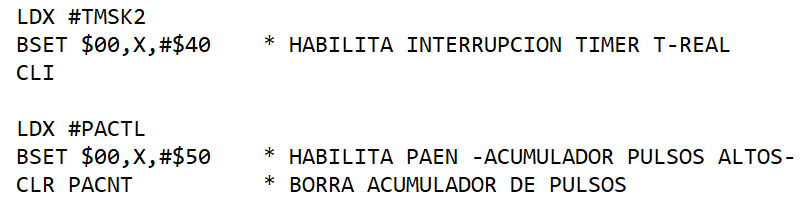 LDX #TMSK2
BSET $00,X,#$40    * HABILITA INTERRUPCION TIMER T-REAL
CLI
LDX #PACTL
BSET $00,X,#$50    * HABILITA PAEN -ACUMULADOR PULSOS ALTOS-
CLR PACNT          * BORRA ACUMULADOR DE PULSOS